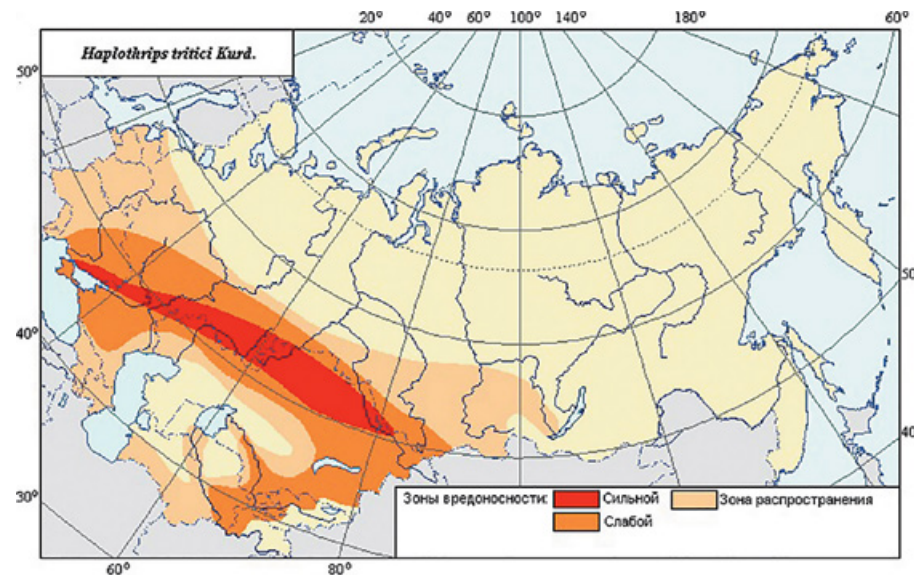 20° 40° 60° 100° 140° 180° 60°
Haplothrips tritici Kurd.
50°
40°
30°
50
40
Зоны вредоносности: Сильной Зона распространения
Слабой
60° 80°